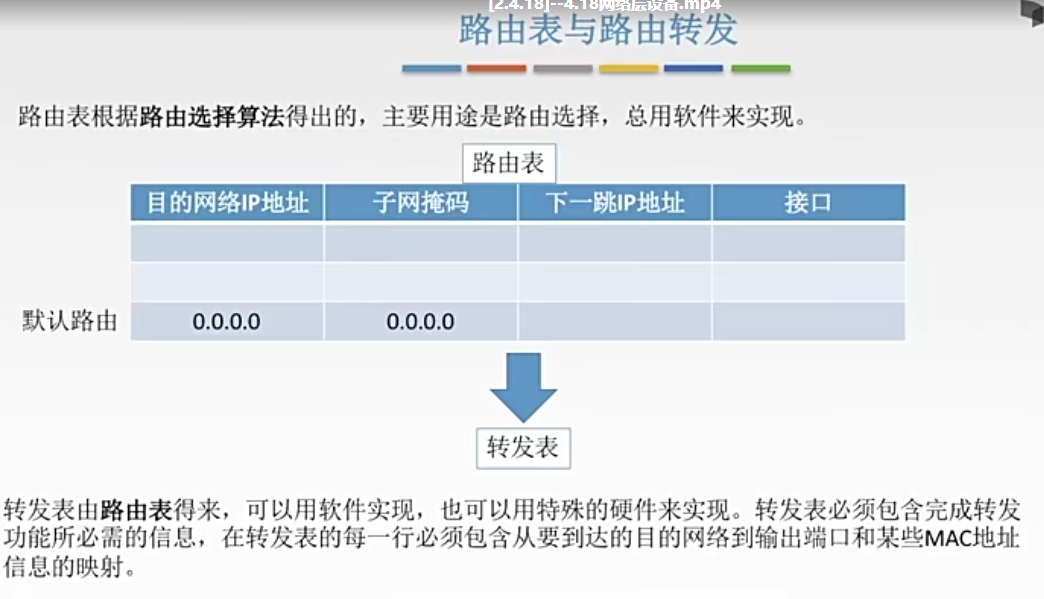 [2.4.18]--4.18网络层设备.mp4
路由表与路由转发
路由表根据路由选择算法得出的，主要用途是路由选择，总用软件来实现。
路由表
目的网络IP地址 子网掩码 下一跳IP地址 接口
默认路由 0.0.0.0 0.0.0.0
转发表
转发表由路由表得来，可以用软件实现，也可以用特殊的硬件来实现。转发表必须包含完成转发
功能所必需的信息，在转发表的每一行必须包含从要到达的目的网络到输出端口和某些MAC地址
信息的映射。